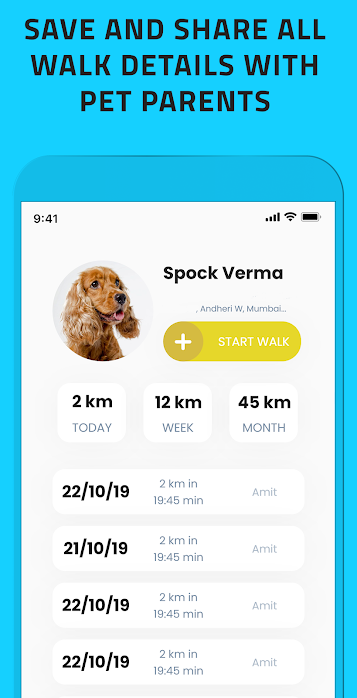 SAVE AND SHARE ALL
WALK DETAILS WITH
PET PARENTS
9:41
Spock Verma
, Andheri W, Mumbai...
START WALK
2 km
TODAY
12 km
WEEK
45 km
MONTH
22/10/19
2 km in
19:45 min
Amit
21/10/19
2 km in
19:45 min
Amit
22/10/19
2 km in
19:45 min
Amit
22/10/19
2 km in
19:45 min
Amit